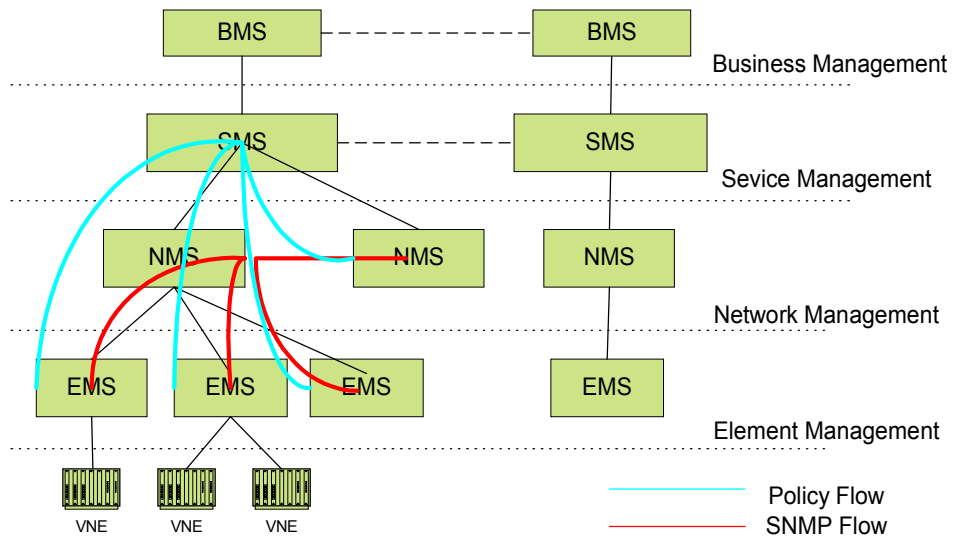 BMS
BMS
Business Management
SMS
SMS
Sevice Management
NMS
NMS
NMS
Network Management
EMS
EMS
EMS
EMS
Element Management
VNE
VNE
VNE
Policy Flow
SNMP Flow